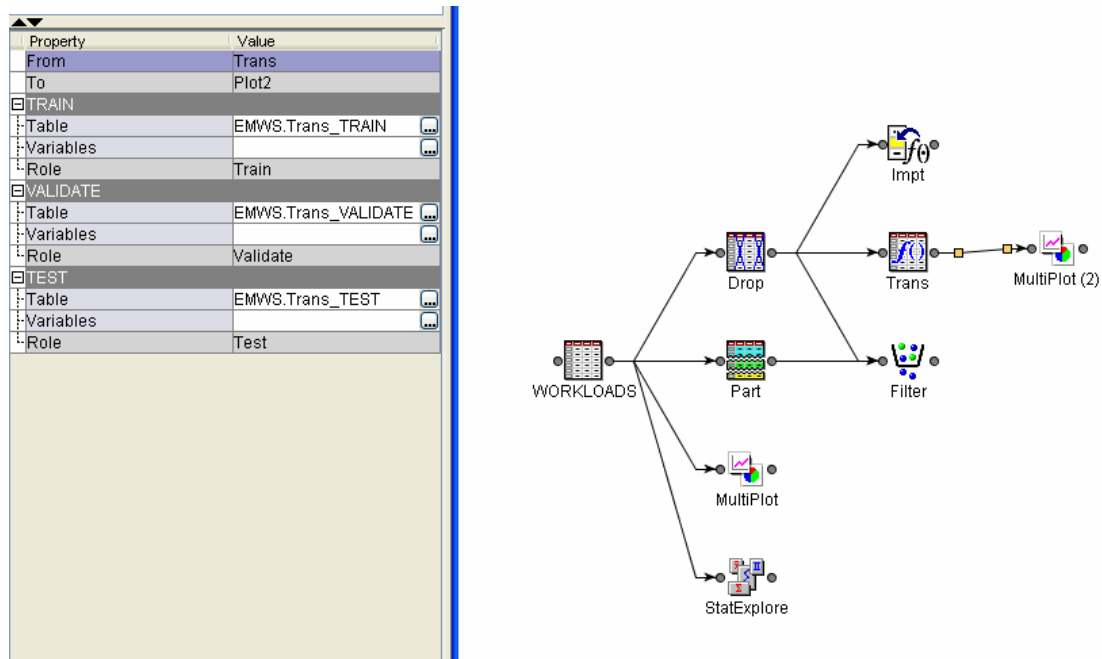 Property Value
From Trans
To Plot2
TRAIN
Table EMWS.Trans_TRAIN ...
Variables ...
Role Train
VALIDATE
Table EMWS.Trans_VALIDATE ...
Variables ...
Role Validate
TEST
Table EMWS.Trans_TEST ...
Variables ...
Role Test
f()
Impt
Drop
f()
Trans
MultiPlot (2)
WORKLOADS
Part
Filter
MultiPlot
StatExplore